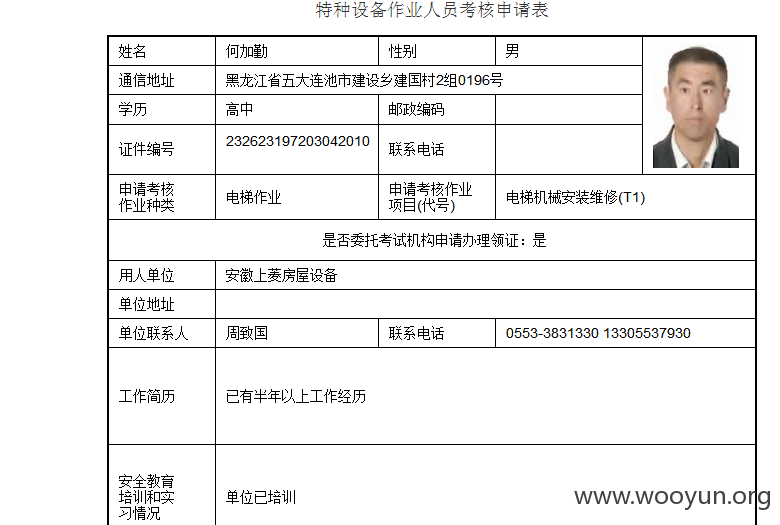 特种设备作业人员考核申请表
姓名 何加勤 性别 男
通信地址 黑龙江省五大连池市建设乡建国村2组0196号
学历 高中 邮政编码
证件编号 232623197203042010 联系电话
申请考核
作业种类 电梯作业 申请考核作业
项目(代号) 电梯机械安装维修(T1)
是否委托考试机构申请办理领证：是
用人单位 安徽上菱房屋设备
单位地址
单位联系人 周致国 联系电话 0553-3831330 13305537930
工作简历 已有半年以上工作经历
安全教育
培训和实
习情况 单位已培训
www.wooyun.org